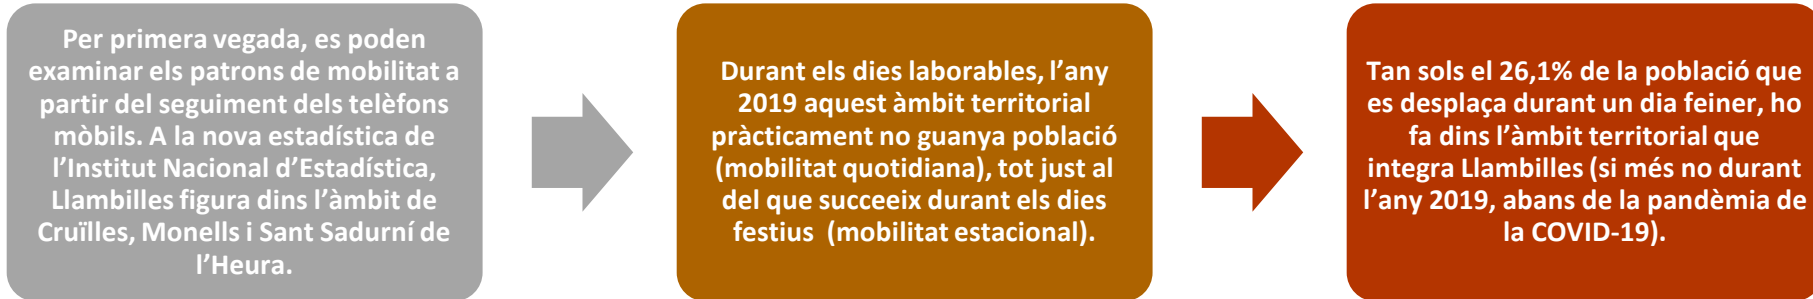 Per primera vegada, es poden
examinar els patrons de mobilitat a
partir del seguiment dels telèfons
mòbils. A la nova estadística de
l’Institut Nacional d’Estadística,
Llambilles figura dins l’àmbit de
Cruïlles, Monells i Sant Sadurní de
l’Heura.
Durant els dies laborables, l’any
2019 aquest àmbit territorial
pràcticament no guanya població
(mobilitat quotidiana), tot just al
del que succeeix durant els dies
festius (mobilitat estacional).
Tan sols el 26,1% de la població que
es desplaça durant un dia feiner, ho
fa dins l’àmbit territorial que
integra Llambilles (si més no durant
l’any 2019, abans de la pandèmia de
la COVID-19).